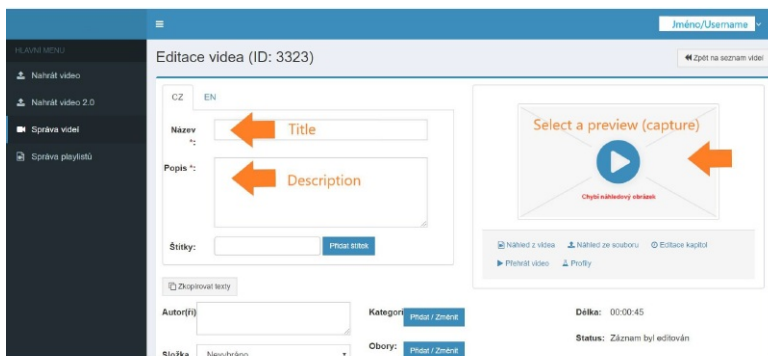 Jméno/Username
HLAVNÍ MENU
Nahrát video
Nahrát video 2.0
Správa videí
Správa playlistů
Editace videa (ID: 3323)
Zpět na seznam videí
CZ EN
Název *:
Title
Popis *:
Description
Štítky:
Přidat štítek
Select a preview (capture)
Chybí náhledový obrázek
Náhled z videa Náhled ze souboru Editace kapitol
Přehrát video Profily
Zkopírovat texty
Autor(ři)
Kategori Přidat / Změnit
Délka: 00:00:45
Obory: Přidat / Změnit
Status: Záznam byl editován
Složka Nevybráno